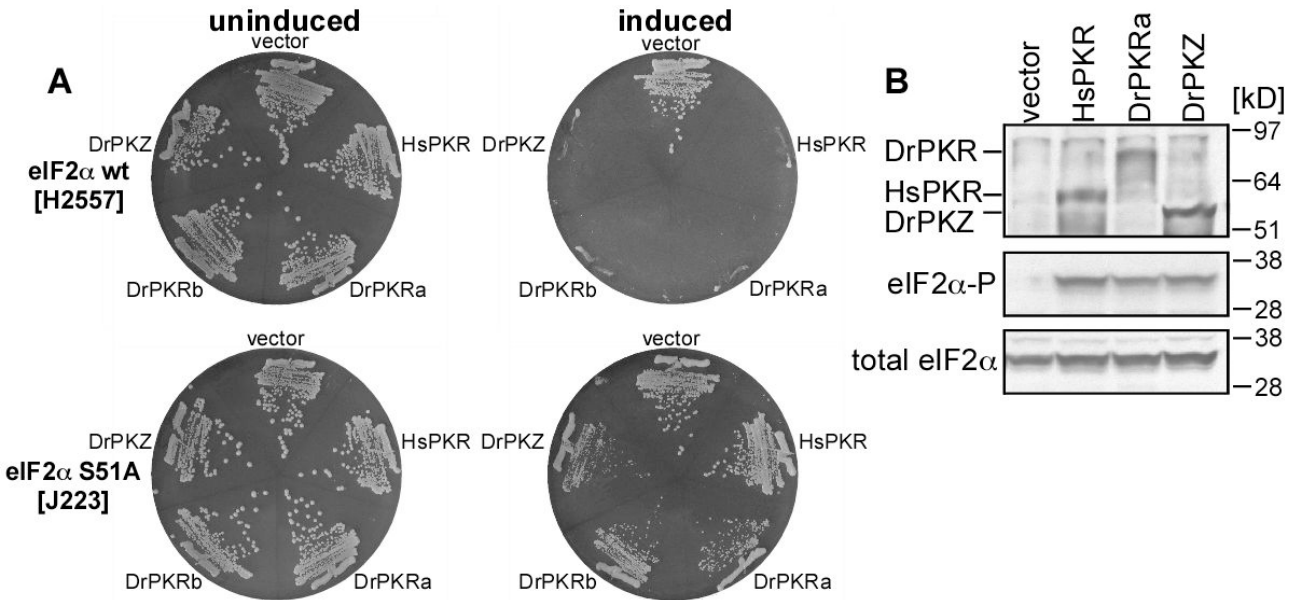 uninduced
induced
vector
A
DrPKZ
HsPKR
DrPKZ
HsPKR
eIF2α wt
[H2557]
DrPKRb
DrPKRa
DrPKRb
DrPKRa
vector
vector
DrPKZ
HsPKR
DrPKZ
HsPKR
eIF2α S51A
[J223]
DrPKRb
DrPKRa
DrPKRb
DrPKRa
B
vector
HsPKR
DrPKRa
DrPKZ
[kD]
97
DrPKR
64
HsPKR
DrPKZ
51
38
eIF2α-P
28
38
total eIF2α
28